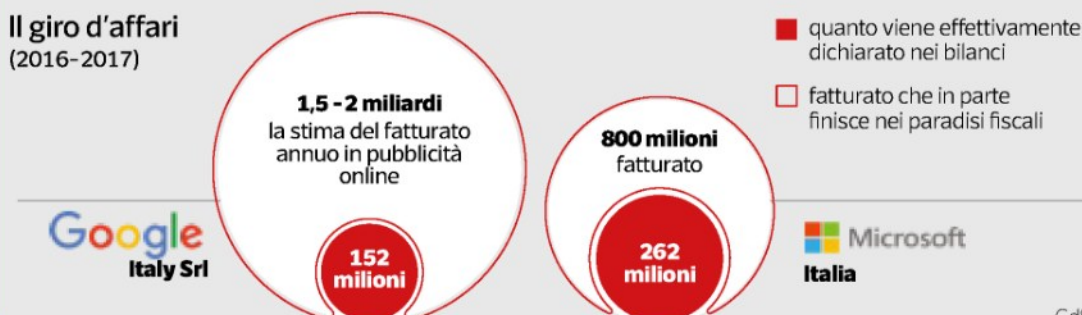 Il giro d'affari
(2016-2017)
1,5 - 2 miliardi
la stima del fatturato
annuo in pubblicità
online
152
milioni
800 milioni
fatturato
262
milioni
quanto viene effettivamente
dichiarato nei bilanci
fatturato che in parte
finisce nei paradisi fiscali
Google
Italy Srl
Microsoft
Italia